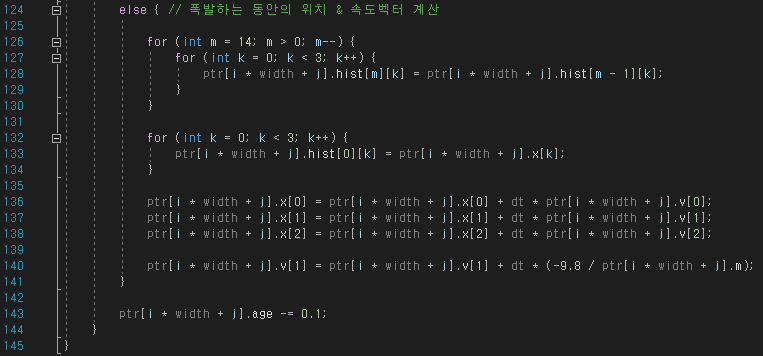 124 else { // 폭발하는 동안의 위치 & 속도벡터 계산
125
126 for (int m = 14; m > 0; m--) {
127 for (int k = 0; k < 3; k++) {
128 ptr[i * width + j].hist[m][k] = ptr[i * width + j].hist[m - 1][k];
129 }
130 }
131
132 for (int k = 0; k < 3; k++) {
133 ptr[i * width + j].hist[0][k] = ptr[i * width + j].x[k];
134 }
135
136 ptr[i * width + j].x[0] = ptr[i * width + j].x[0] + dt * ptr[i * width + j].v[0];
137 ptr[i * width + j].x[1] = ptr[i * width + j].x[1] + dt * ptr[i * width + j].v[1];
138 ptr[i * width + j].x[2] = ptr[i * width + j].x[2] + dt * ptr[i * width + j].v[2];
139
140 ptr[i * width + j].v[1] = ptr[i * width + j].v[1] + dt * (-9.8 / ptr[i * width + j].m);
141 }
142
143 ptr[i * width + j].age -= 0.1;
144 }
145 }